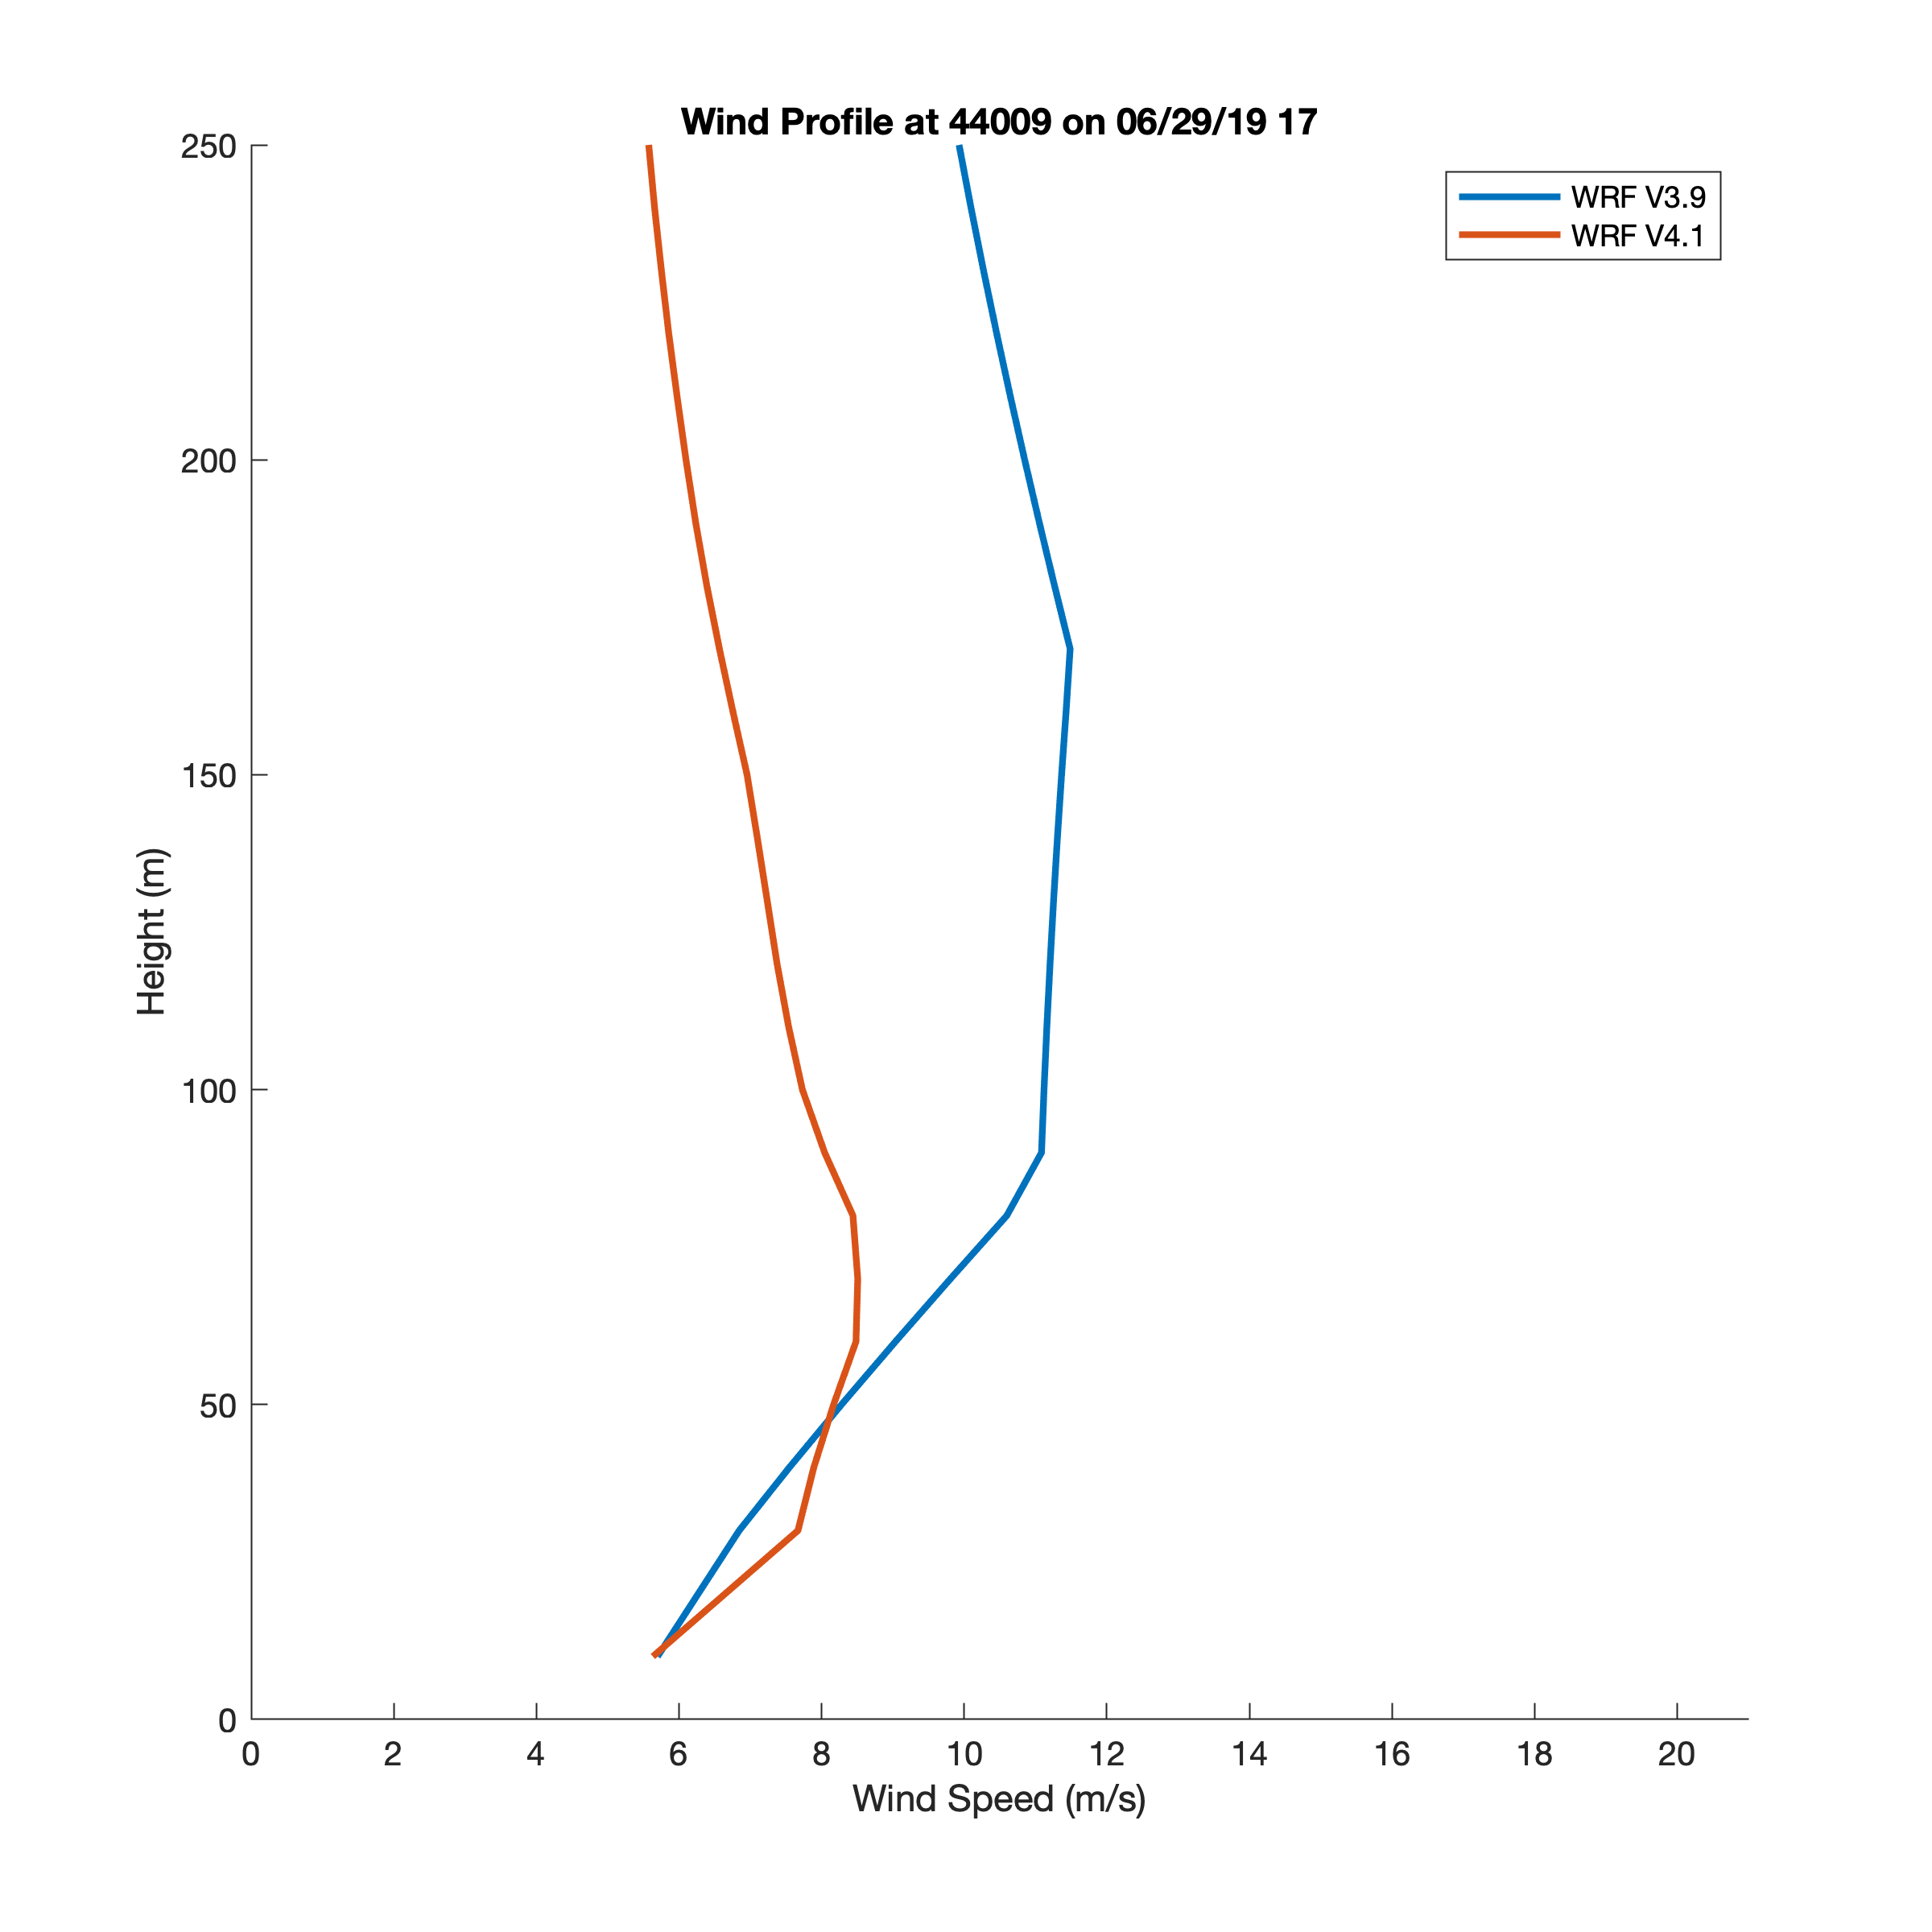 Wind Profile at 44009 on 06/29/19 17
WRF V3.9
WRF V4.1
250
200
150
100
50
0
Height (m)
0 2 4 6 8 10 12 14 16 18 20
Wind Speed (m/s)